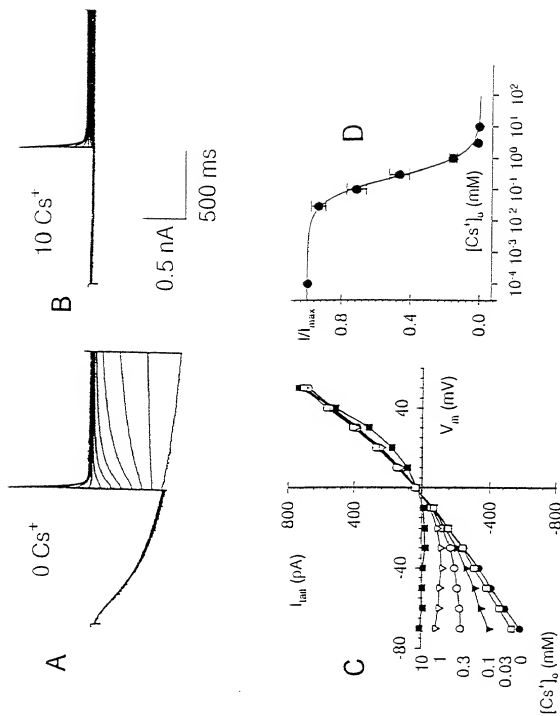 A
0 Cs⁺
B
10 Cs⁺
0.5 nA
500 ms
C
I_tail (pA)
800
400
-400
-800
-80
-40
40
V_m (mV)
10
1
0.3
0.1
0.03
0
[Cs⁺]_o (mM)
D
I/I_max
0.8
0.4
0.0
10⁻⁴ 10⁻³ 10⁻² 10⁻¹ 10⁰ 10¹ 10²
[Cs⁺]_o (mM)